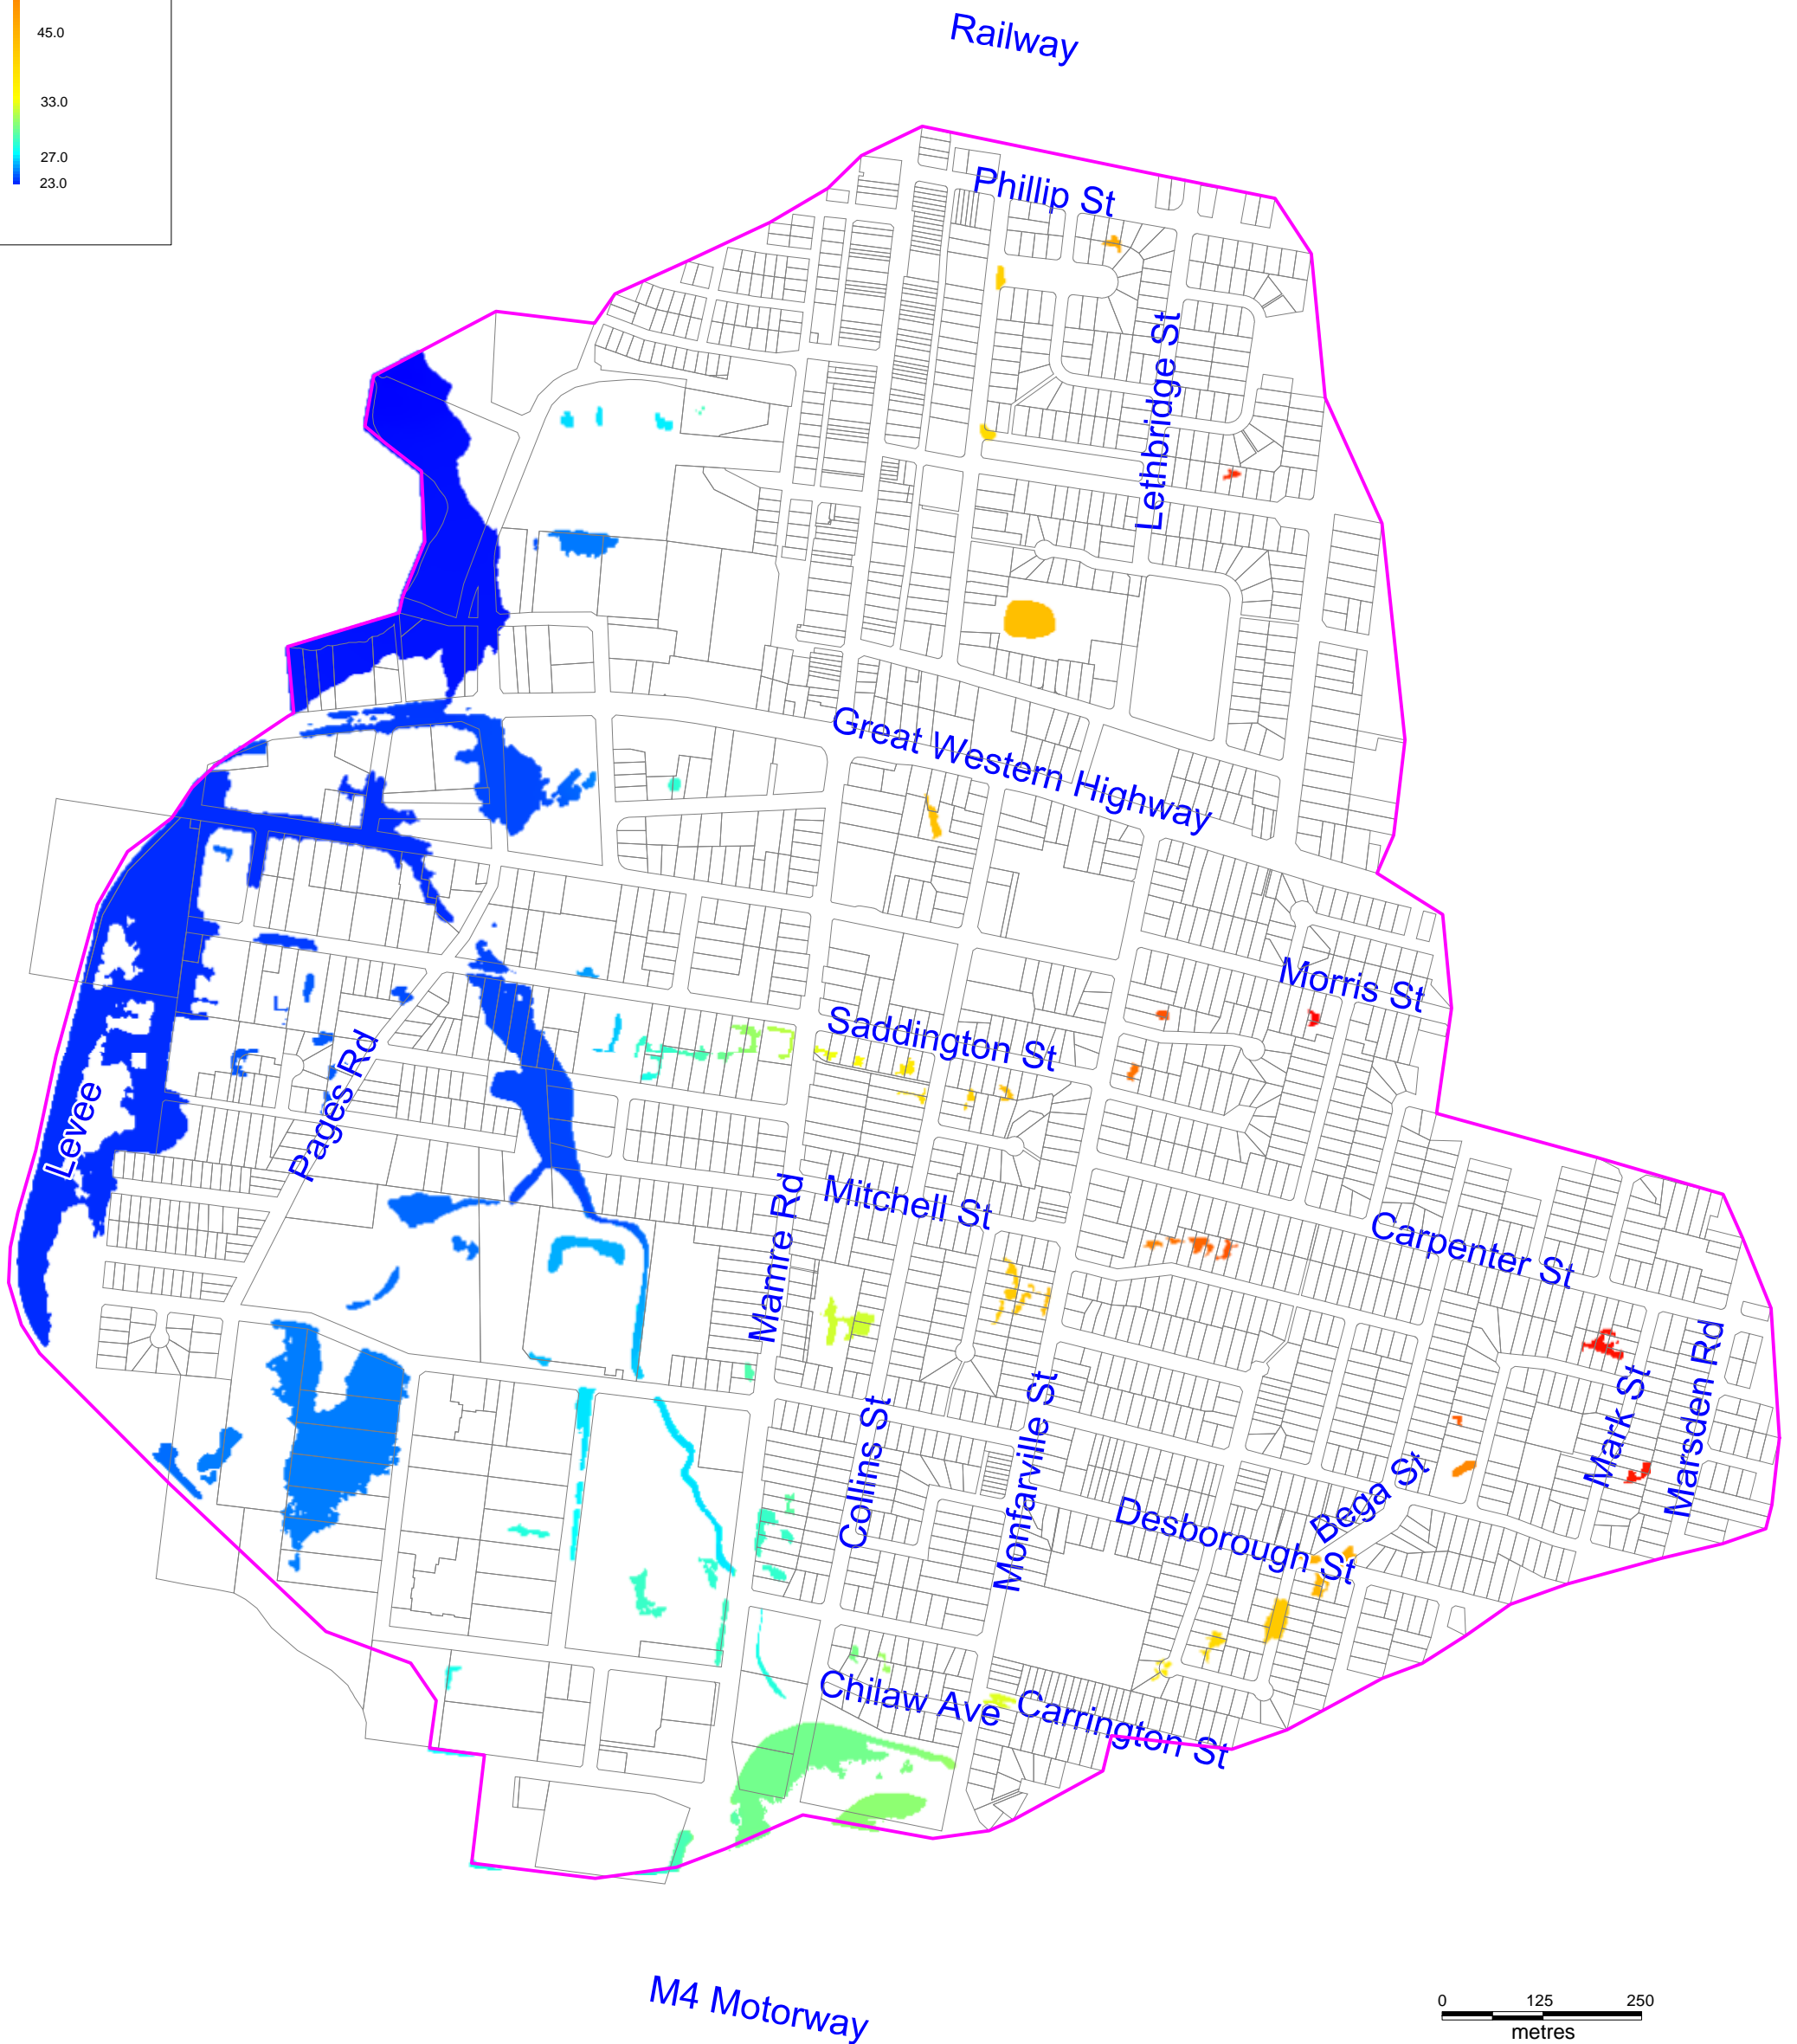 45.0
33.0
27.0
23.0
Railway
Phillip St
Lethbridge St
Great Western Highway
Morris St
Saddington St
Pages Rd
Levee
Mamre Rd
Mitchell St
Carpenter St
Collins St
Monfarville St
Mark St
Marsden Rd
Bega St
Desborough St
Chilaw Ave
Carrington St
M4 Motorway
0 125 250
metres